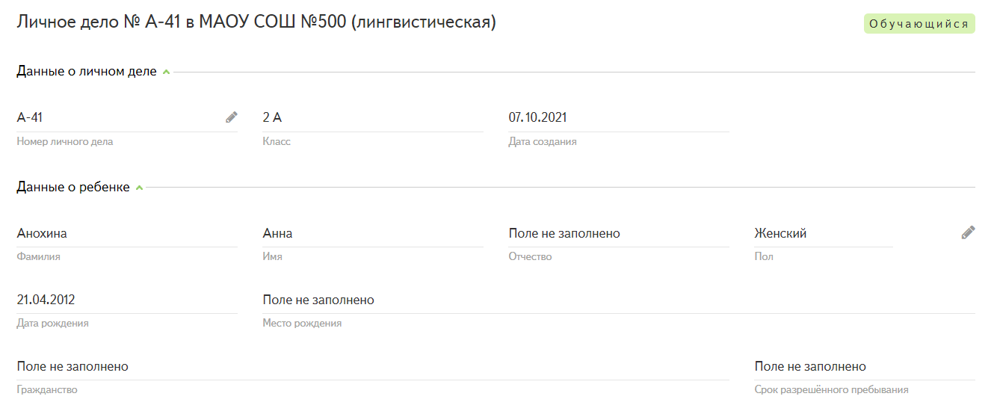 Личное дело № А-41 в МАОУ СОШ №500 (лингвистическая)
Обучающийся
Данные о личном деле
А-41
2 А
07.10.2021
Номер личного дела
Класс
Дата создания
Данные о ребенке
Анохина
Анна
Поле не заполнено
Женский
Фамилия
Имя
Отчество
Пол
21.04.2012
Поле не заполнено
Дата рождения
Место рождения
Поле не заполнено
Поле не заполнено
Гражданство
Срок разрешённого пребывания